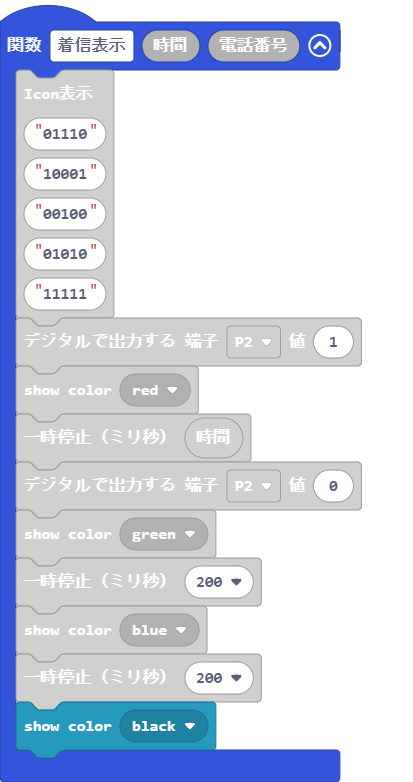 関数 着信表示 時間 電話番号
Icon表示
"01110"
"10001"
"00100"
"01010"
"11111"
デジタルで出力する 端子 P2 値 1
show color red
一時停止（ミリ秒） 時間
デジタルで出力する 端子 P2 値 0
show color green
一時停止（ミリ秒） 200
show color blue
一時停止（ミリ秒） 200
show color black